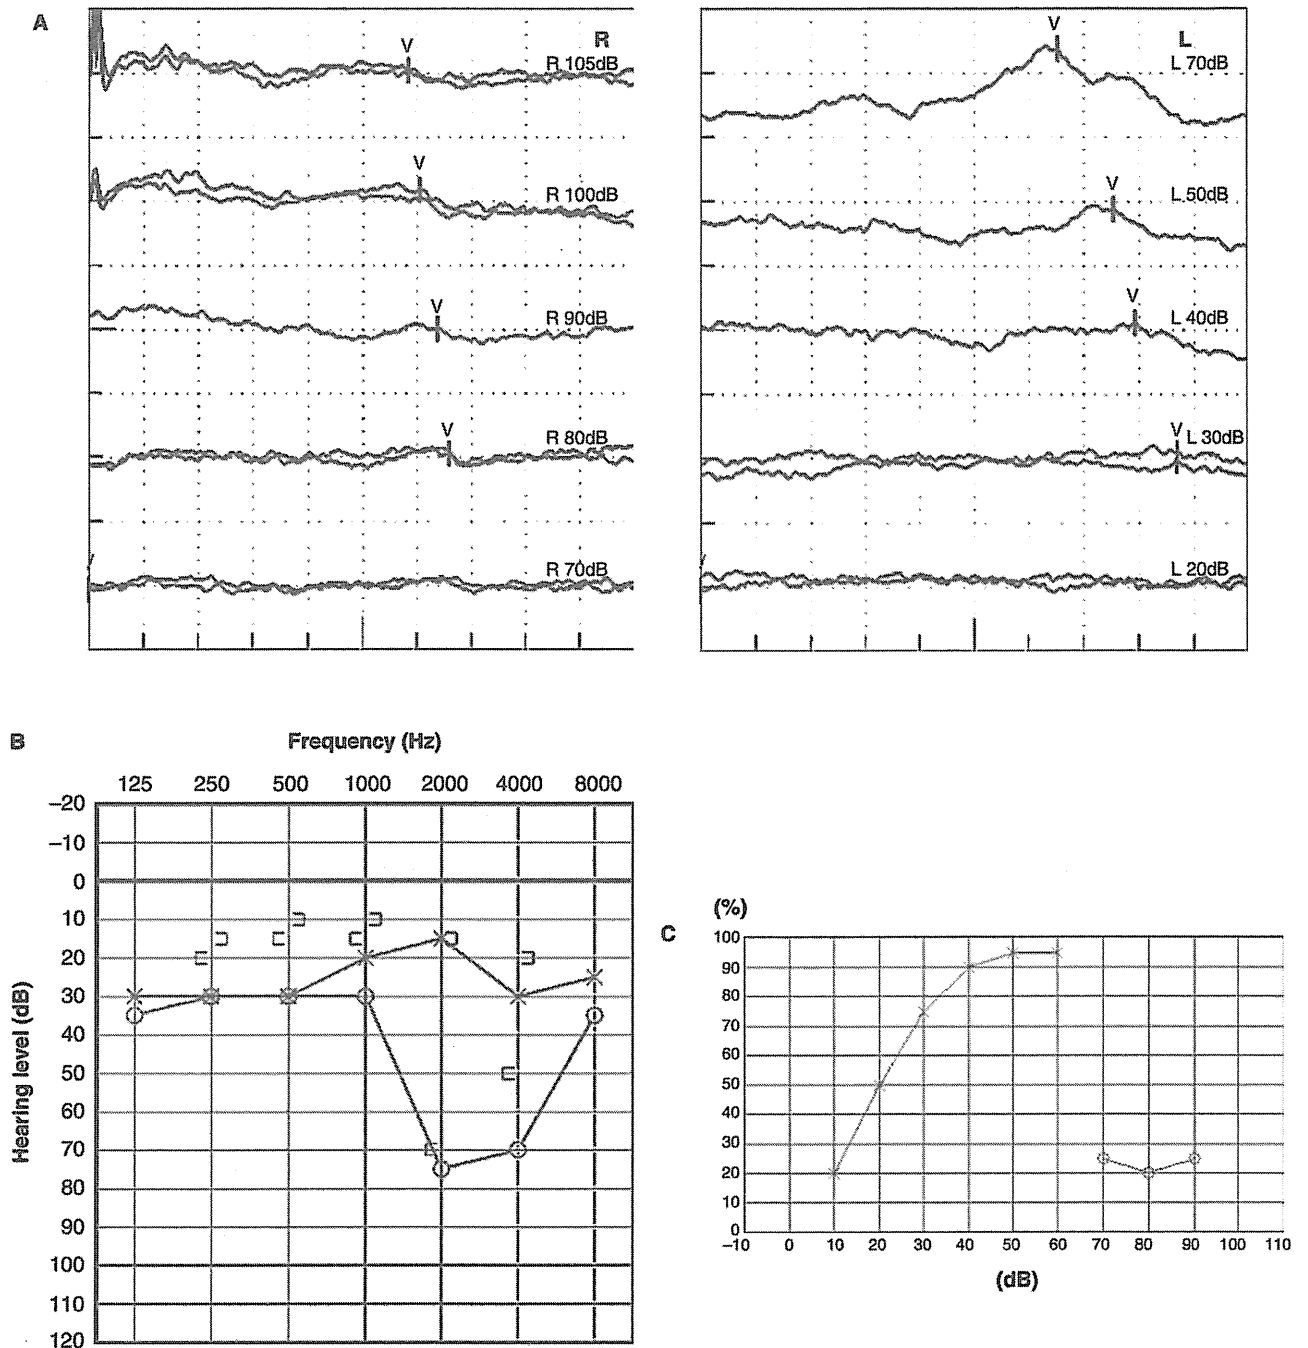 A
R
V
R 105dB
V
R 100dB
V
R 90dB
V
R 80dB
R 70dB
L
V
L 70dB
V
L 50dB
V
L 40dB
V
L 30dB
L 20dB
B
Frequency (Hz)
125 250 500 1000 2000 4000 8000
Hearing level (dB)
–20
–10
0
10
20
30
40
50
60
70
80
90
100
110
120
C
(%)
100
90
80
70
60
50
40
30
20
10
0
–10 0 10 20 30 40 50 60 70 80 90 100 110
(dB)